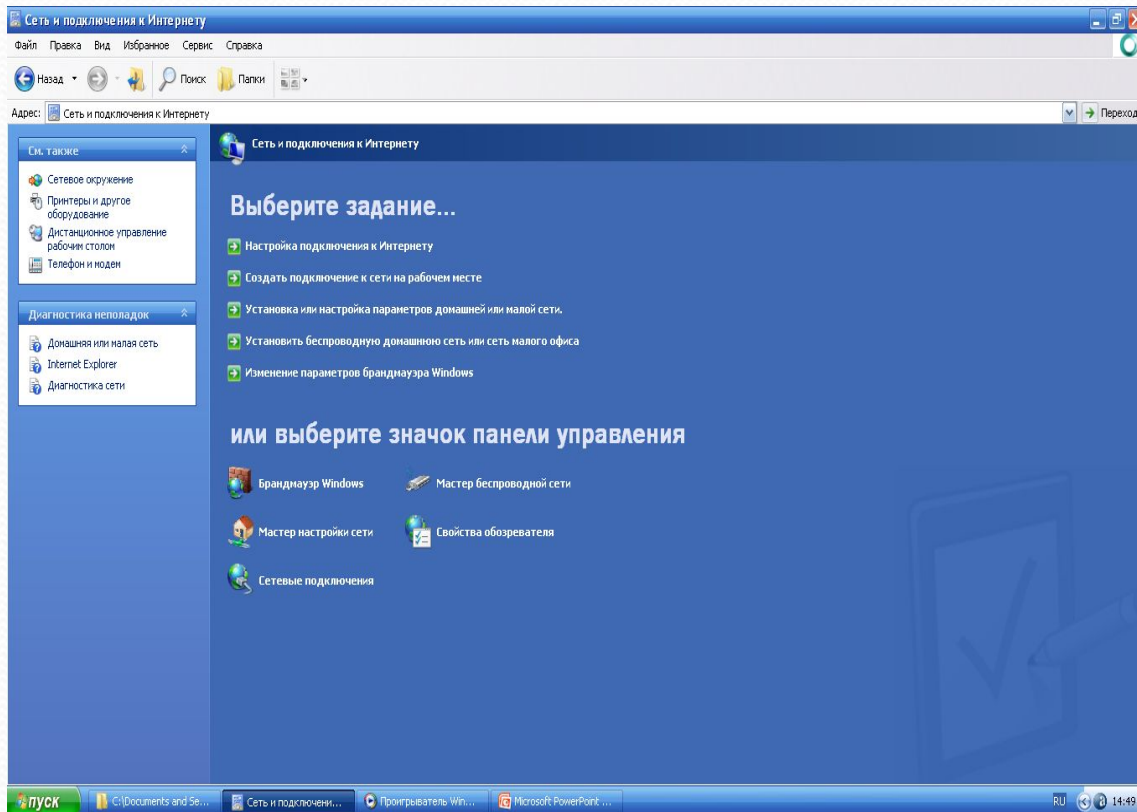 Сеть и подключения к Интернету
Файл Правка Вид Избранное Сервис Справка
Назад Поиск Папки
Адрес: Сеть и подключения к Интернету Переход
См. также
Сетевое окружение
Принтеры и другое
оборудование
Дистанционное управление
рабочим столом
Телефон и модем
Диагностика неполадок
Домашняя или малая сеть
Internet Explorer
Диагностика сети
Сеть и подключения к Интернету
Выберите задание...
Настройка подключения к Интернету
Создать подключение к сети на рабочем месте
Установка или настройка параметров домашней или малой сети.
Установить беспроводную домашнюю сеть или сеть малого офиса
Изменение параметров брандмауэра Windows
или выберите значок панели управления
Брандмауэр Windows Мастер беспроводной сети
Мастер настройки сети Свойства обозревателя
Сетевые подключения
пуск C:\Documents and Se... Сеть и подключени... Проигрыватель Win... Microsoft PowerPoint ... RU 14:49